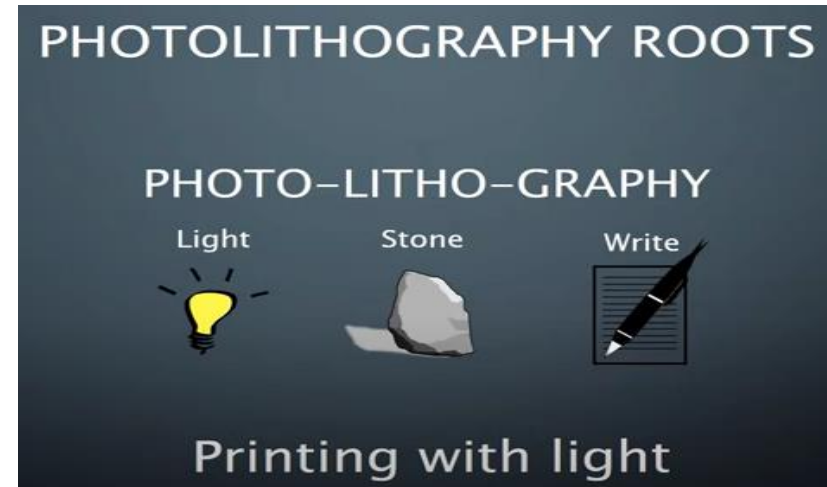 PHOTOLITHOGRAPHY ROOTS
PHOTO-LITHO-GRAPHY
Light Stone Write
Printing with light